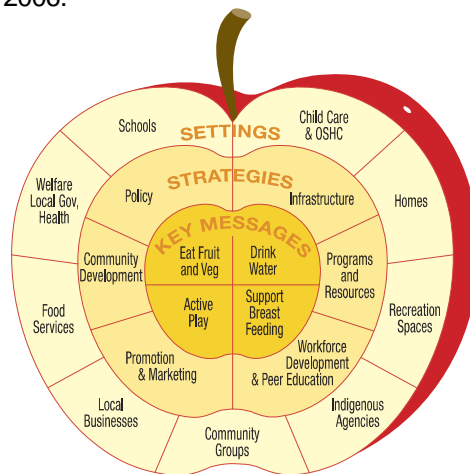 2006.
Schools
SETTINGS
Child Care
& OSHC
Welfare
Local Gov,
Health
Policy
STRATEGIES
Infrastructure
Homes
KEY MESSAGES
Community
Development
Eat Fruit
and Veg
Drink
Water
Programs
and
Resources
Food
Services
Active
Play
Support
Breast
Feeding
Recreation
Spaces
Promotion
& Marketing
Workforce
Development
& Peer Education
Local
Businesses
Community
Groups
Indigenous
Agencies